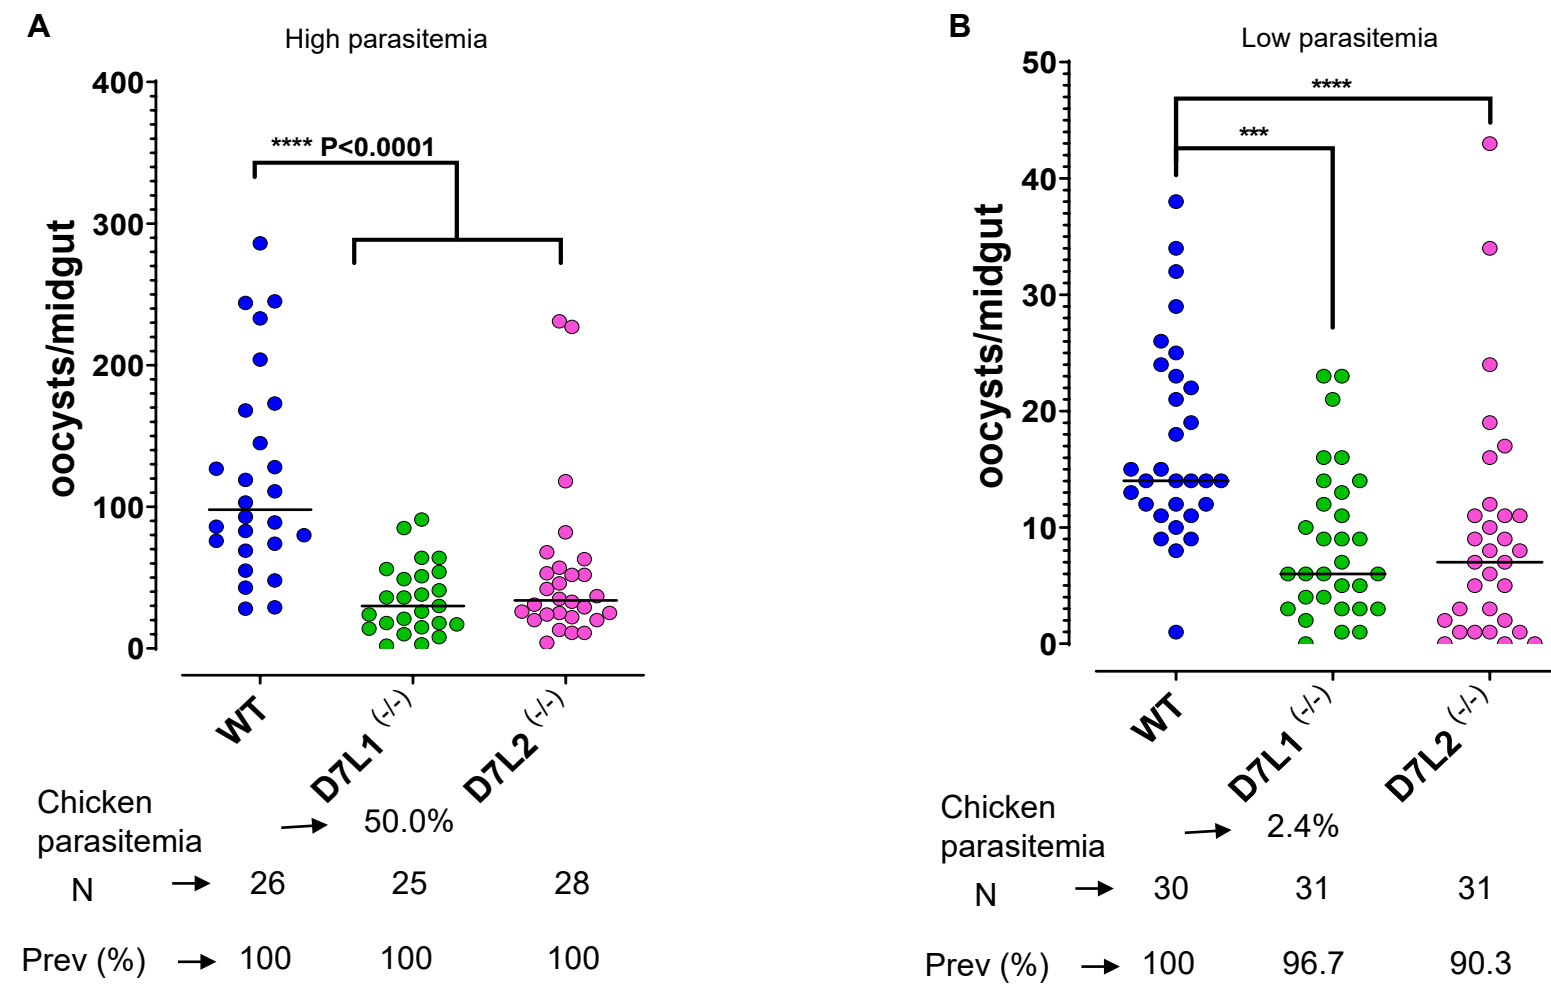 A
High parasitemia
400
300
200
100
0
oocysts/midgut
**** P<0.0001
WT
D7L1 (-/-)
D7L2 (-/-)
Chicken
parasitemia
50.0%
N
26 25 28
Prev (%)
100 100 100
B
Low parasitemia
50
40
30
20
10
0
oocysts/midgut
****
***
WT
D7L1 (-/-)
D7L2 (-/-)
Chicken
parasitemia
2.4%
N
30 31 31
Prev (%)
100 96.7 90.3